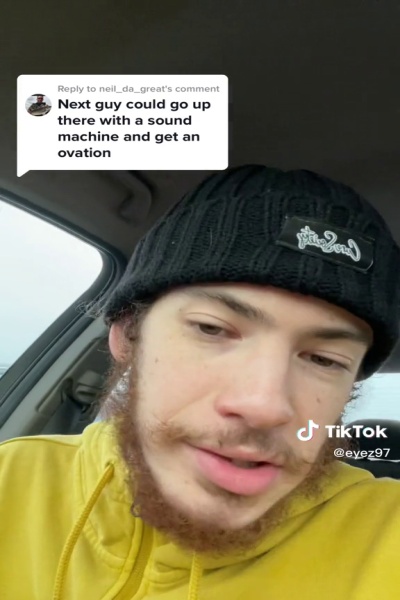 Reply to neil_da_great's comment
Next guy could go up
there with a sound
machine and get an
ovation
TikTok
@eyez97